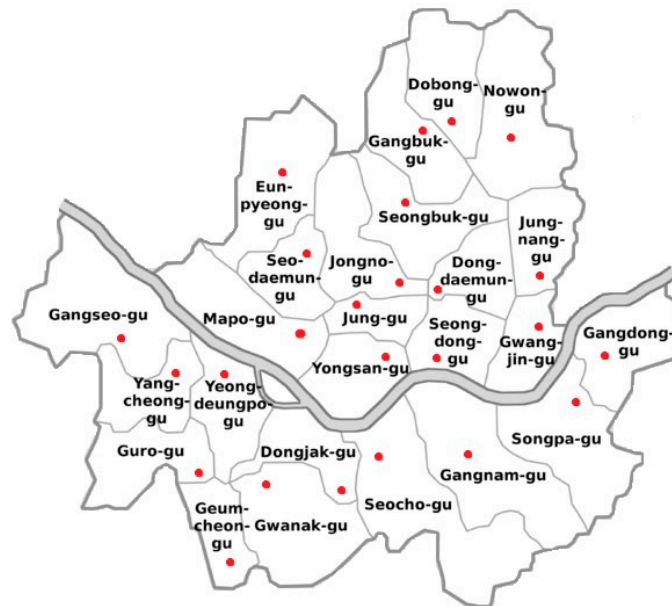 Dobong-
gu
Nowon-
gu
Gangbuk-
gu
Eun-
pyeong-
gu
Seongbuk-gu
Jung-
nang-
gu
Seo-
daemun-
gu
Jongno-
gu
Dong-
daemun-
gu
Gangseo-gu
Mapo-gu
Jung-gu
Seong-
dong-
gu
Gwang-
jin-gu
Gangdong-
gu
Yongsan-gu
Yang-
cheong-
gu
Yeong-
deungpo-
gu
Songpa-gu
Guro-gu
Dongjak-gu
Gangnam-gu
Seocho-gu
Geum-
cheon-
gu
Gwanak-gu